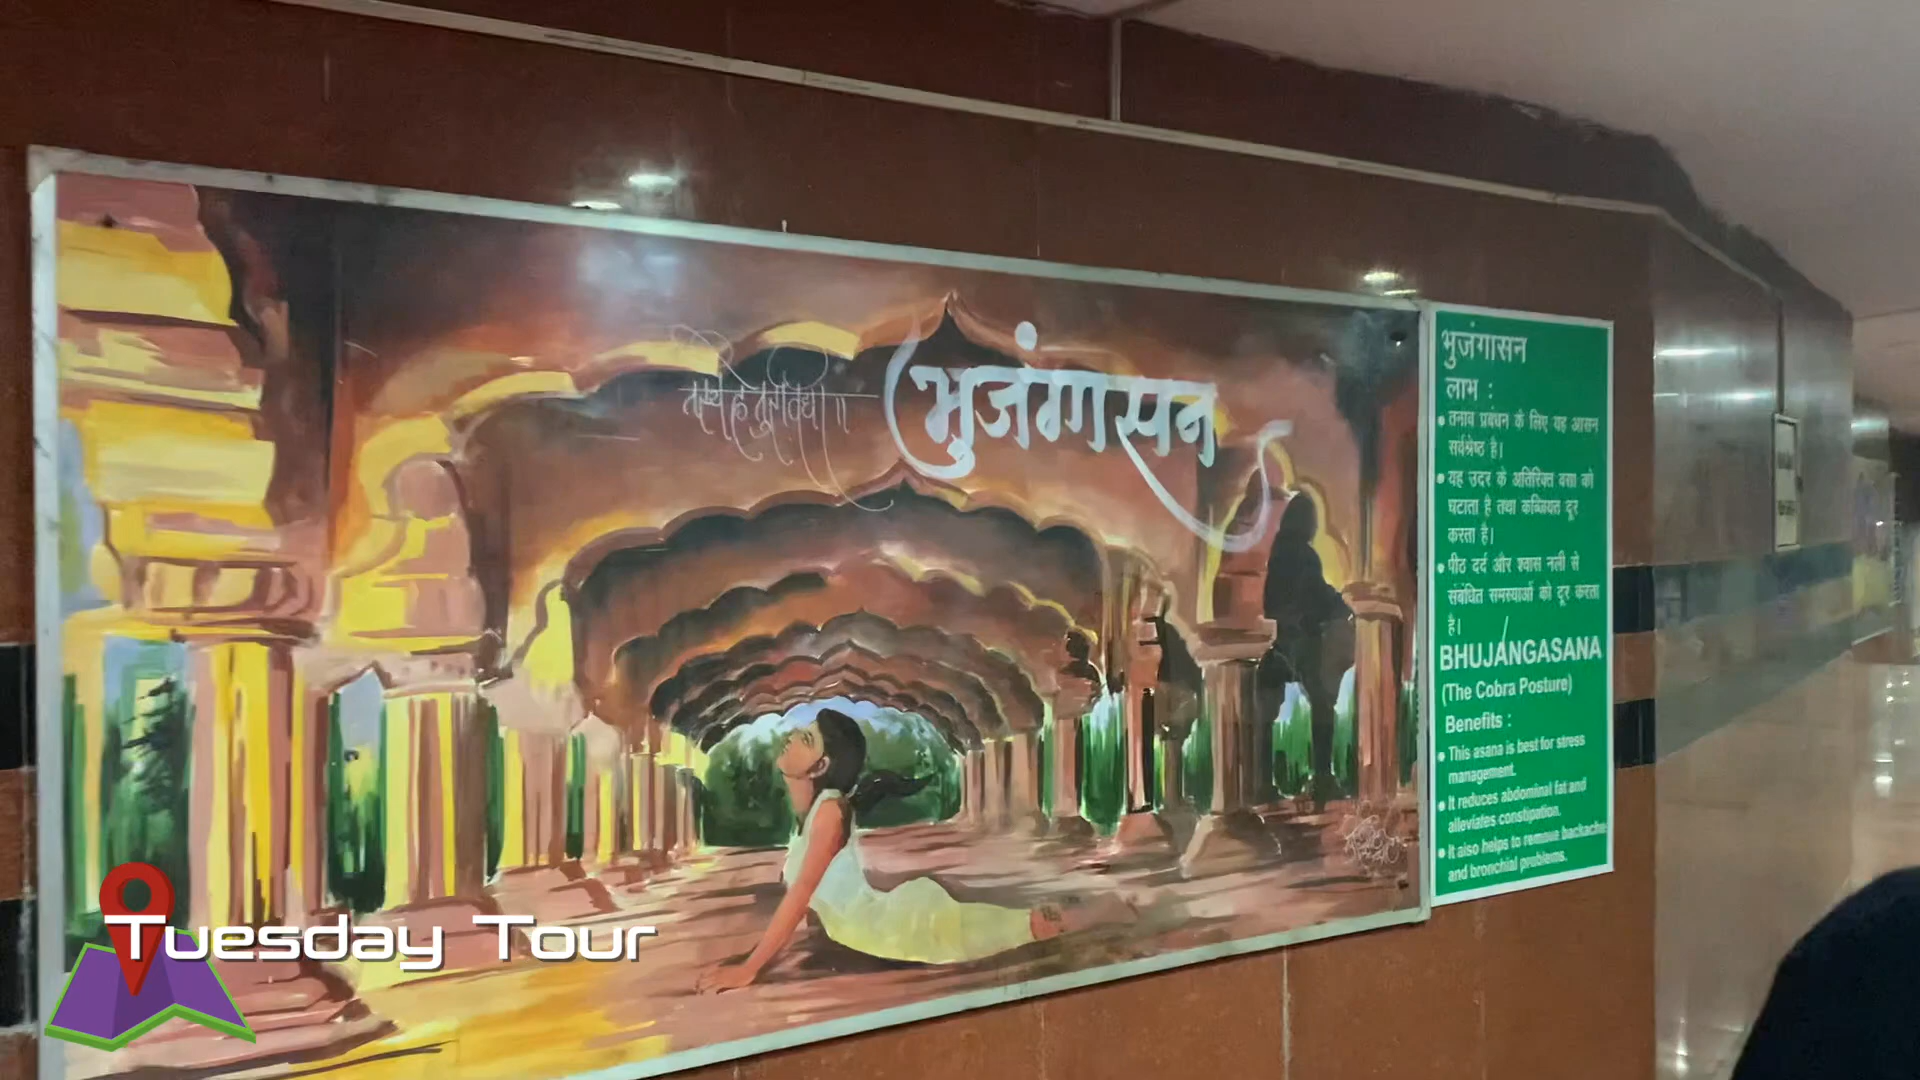 भुजंगासन
भुजंगासन
लाभ :
• तनाव प्रबंधन के लिए यह आसन
सर्वश्रेष्ठ है।
• यह उदर के अतिरिक्त वसा को
घटाता है तथा कब्जियत दूर
करता है।
• पीठ दर्द और श्वास नली से
संबंधित समस्याओं को दूर करता
है।
BHUJANGASANA
(The Cobra Posture)
Benefits :
• This asana is best for stress
management.
• It reduces abdominal fat and
alleviates constipation.
• It also helps to remove backache
and bronchial problems.
Tuesday Tour